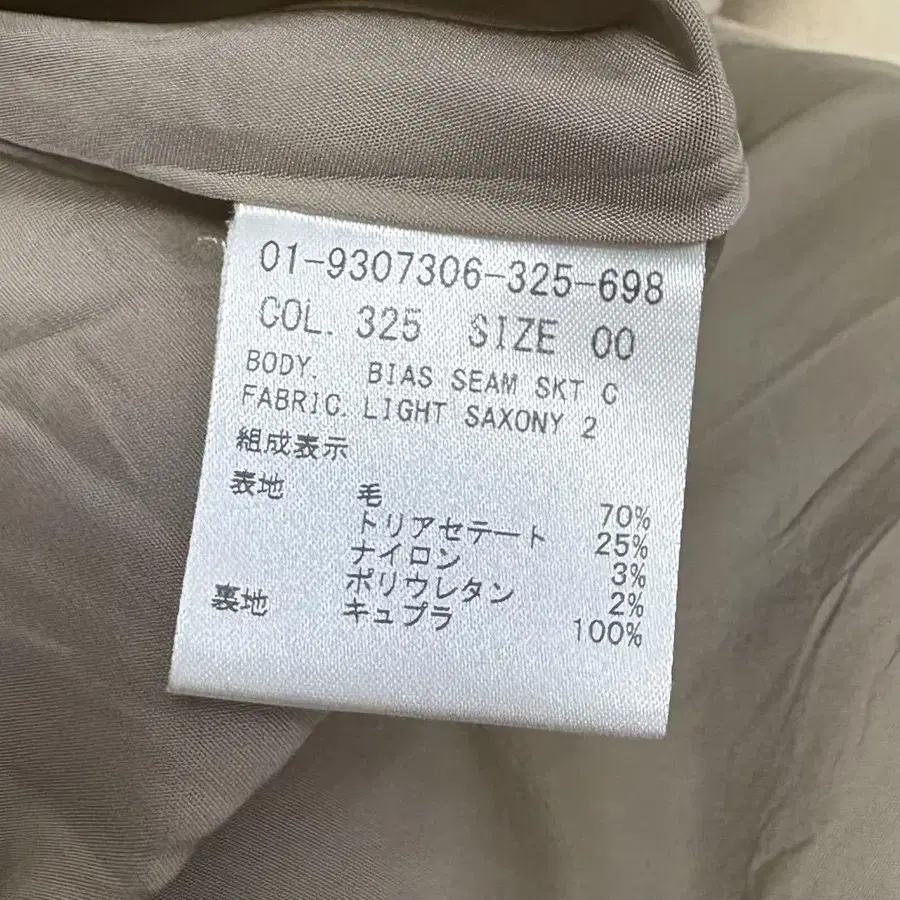 01-9307306-325-698
COL. 325 SIZE 00
BODY. BIAS SEAM SKT C
FABRIC. LIGHT SAXONY 2
組成表示
表地 毛 70%
トリアセテート 25%
ナイロン 3%
ポリウレタン 2%
裏地 キュプラ 100%